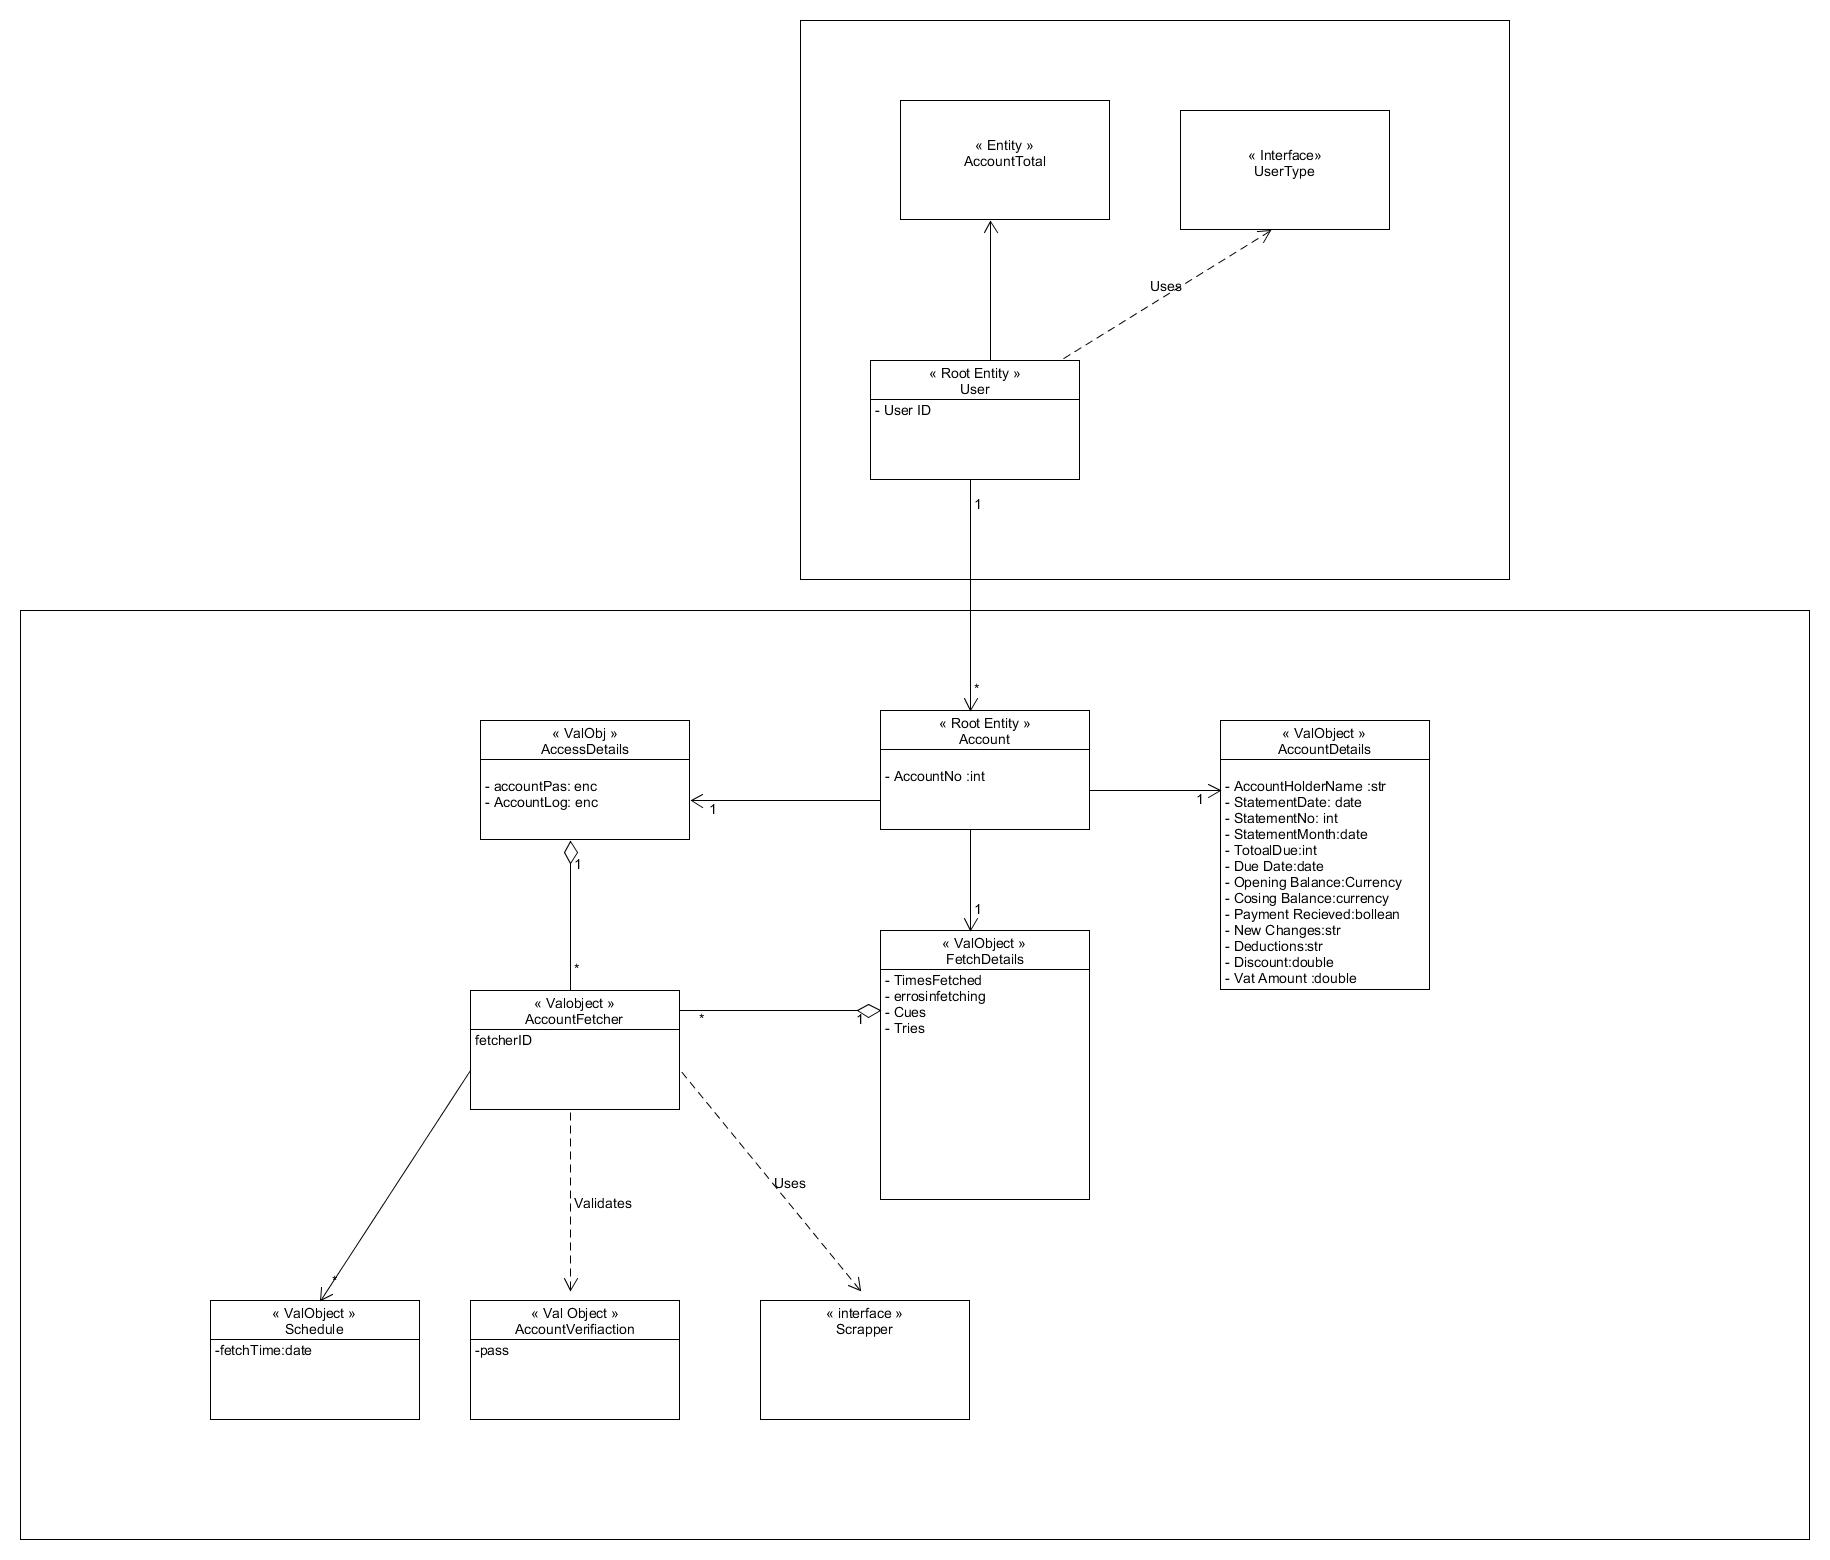 « Entity »
AccountTotal
« Interface»
UserType
Uses
« Root Entity »
User
- User ID
1
*
« ValObj »
AccessDetails
- accountPas: enc
- AccountLog: enc
1
« Root Entity »
Account
- AccountNo :int
1
« ValObject »
AccountDetails
- AccountHolderName :str
- StatementDate: date
- StatementNo: int
- StatementMonth:date
- TotoalDue:int
- Due Date:date
- Opening Balance:Currency
- Cosing Balance:currency
- Payment Recieved:bollean
- New Changes:str
- Deductions:str
- Discount:double
- Vat Amount :double
1
*
1
« ValObject »
FetchDetails
- TimesFetched
- errosinfetching
- Cues
- Tries
« Valobject »
AccountFetcher
fetcherID
*
1
Validates
Uses
*
« ValObject »
Schedule
-fetchTime:date
« Val Object »
AccountVerifiaction
-pass
« interface »
Scrapper